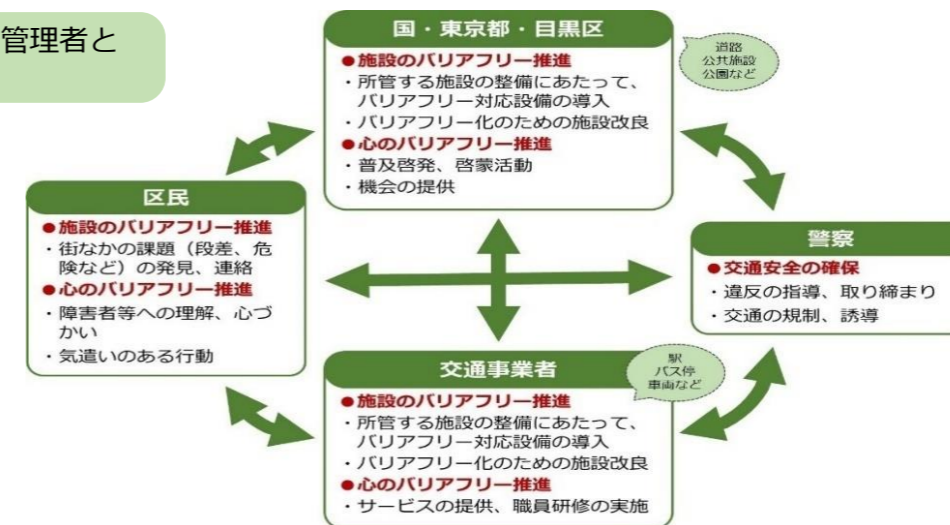 管理者と
国・東京都・目黒区
●施設のバリアフリー推進
・所管する施設の整備にあたって、
バリアフリー対応設備の導入
・バリアフリー化のための施設改良
●心のバリアフリー推進
・普及啓発、啓蒙活動
・機会の提供
道路
公共施設
公園など
区民
●施設のバリアフリー推進
・街なかの課題（段差、危
険など）の発見、連絡
●心のバリアフリー推進
・障害者等への理解、心づ
かい
・気遣いのある行動
警察
●交通安全の確保
・違反の指導、取り締まり
・交通の規制、誘導
交通事業者
駅
バス停
車両など
●施設のバリアフリー推進
・所管する施設の整備にあたって、
バリアフリー対応設備の導入
・バリアフリー化のための施設改良
●心のバリアフリー推進
・サービスの提供、職員研修の実施